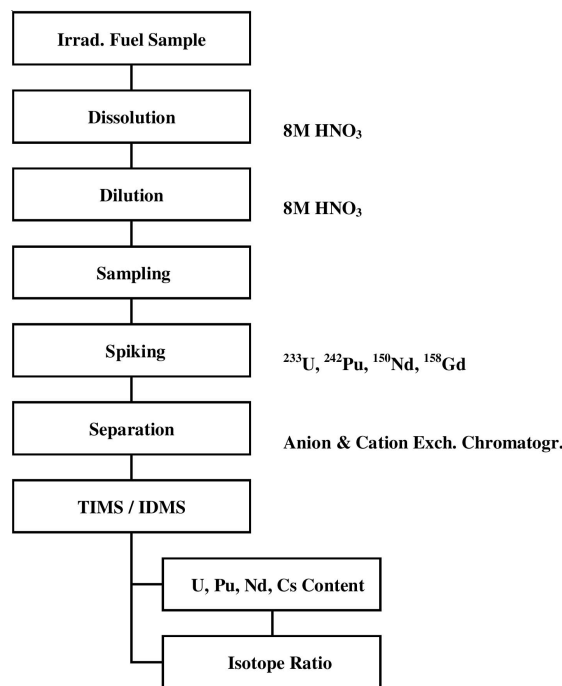 Irrad. Fuel Sample
Dissolution
8M HNO₃
Dilution
8M HNO₃
Sampling
Spiking
²³³U, ²⁴²Pu, ¹⁵⁰Nd, ¹⁵⁸Gd
Separation
Anion & Cation Exch. Chromatogr.
TIMS / IDMS
U, Pu, Nd, Cs Content
Isotope Ratio